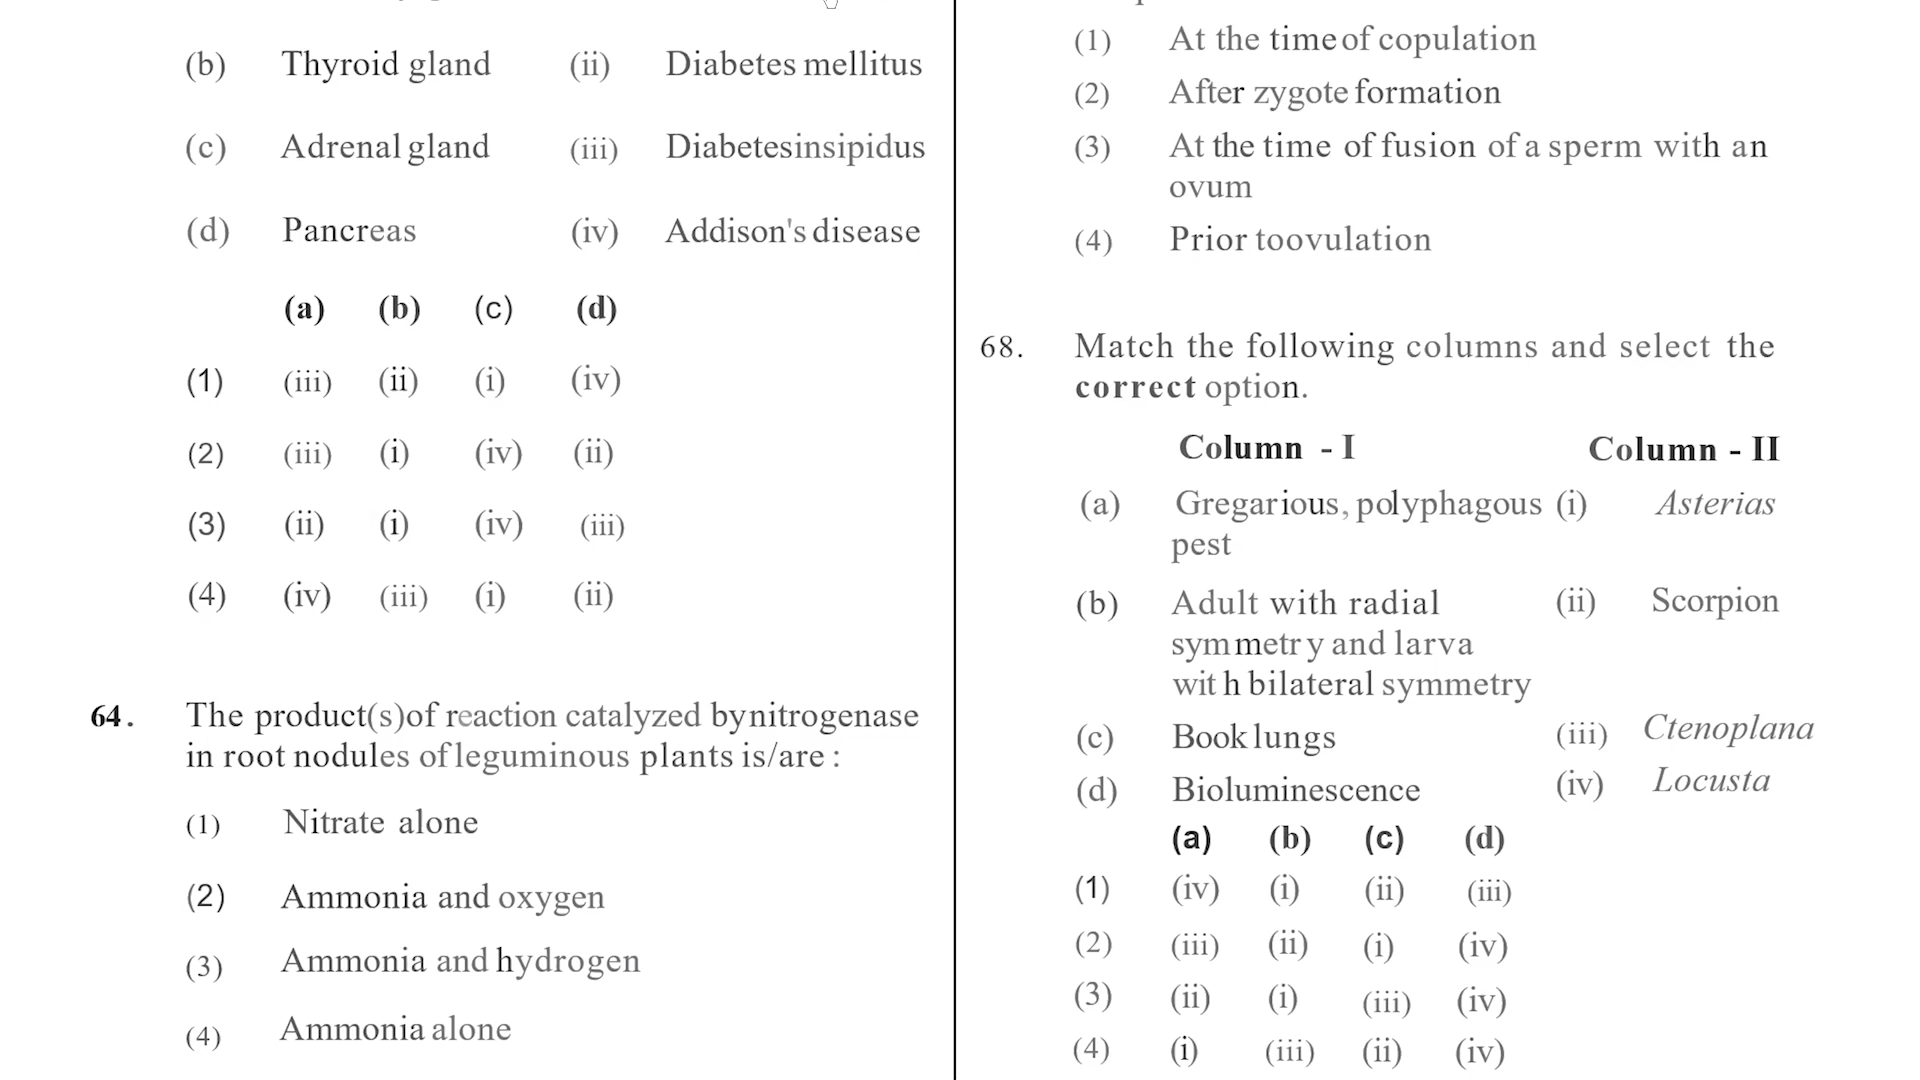 (b) Thyroid gland (ii) Diabetes mellitus
(c) Adrenal gland (iii) Diabetes insipidus
(d) Pancreas (iv) Addison's disease
(a) (b) (c) (d)
(1) (iii) (ii) (i) (iv)
(2) (iii) (i) (iv) (ii)
(3) (ii) (i) (iv) (iii)
(4) (iv) (iii) (i) (ii)
64. The product(s) of reaction catalyzed by nitrogenase
in root nodules of leguminous plants is/are :
(1) Nitrate alone
(2) Ammonia and oxygen
(3) Ammonia and hydrogen
(4) Ammonia alone
(1) At the time of copulation
(2) After zygote formation
(3) At the time of fusion of a sperm with an
ovum
(4) Prior to ovulation
68. Match the following columns and select the
correct option.
Column - I Column - II
(a) Gregarious, polyphagous (i) Asterias
pest
(b) Adult with radial (ii) Scorpion
symmetry and larva
with bilateral symmetry
(c) Book lungs (iii) Ctenoplana
(d) Bioluminescence (iv) Locusta
(a) (b) (c) (d)
(1) (iv) (i) (ii) (iii)
(2) (iii) (ii) (i) (iv)
(3) (ii) (i) (iii) (iv)
(4) (i) (iii) (ii) (iv)